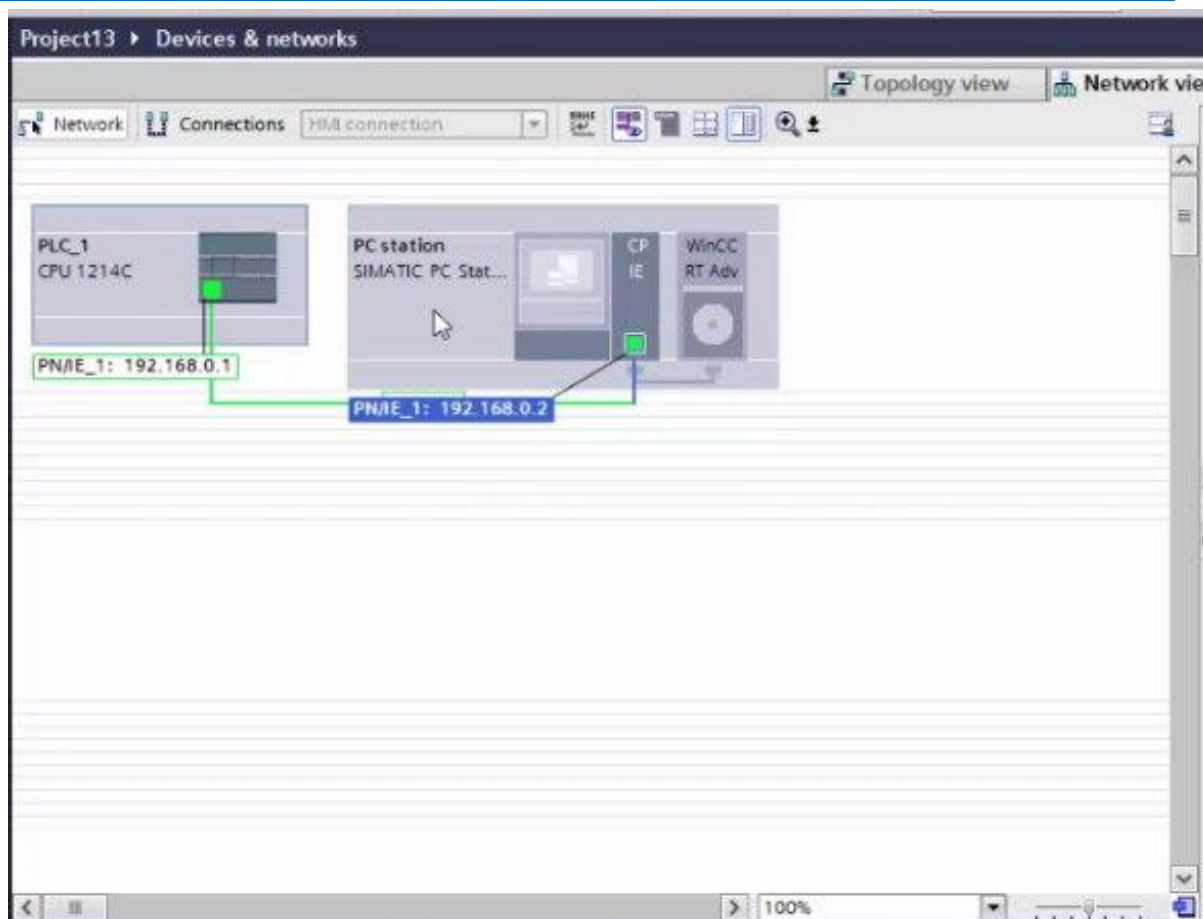 Project13 ▸ Devices & networks
Topology view
Network vie
Network
Connections
HMI connection
PLC_1
CPU 1214C
PC station
SIMATIC PC Stat...
CP
IE
WinCC
RT Adv
PN/IE_1: 192.168.0.1
PN/IE_1: 192.168.0.2
100%